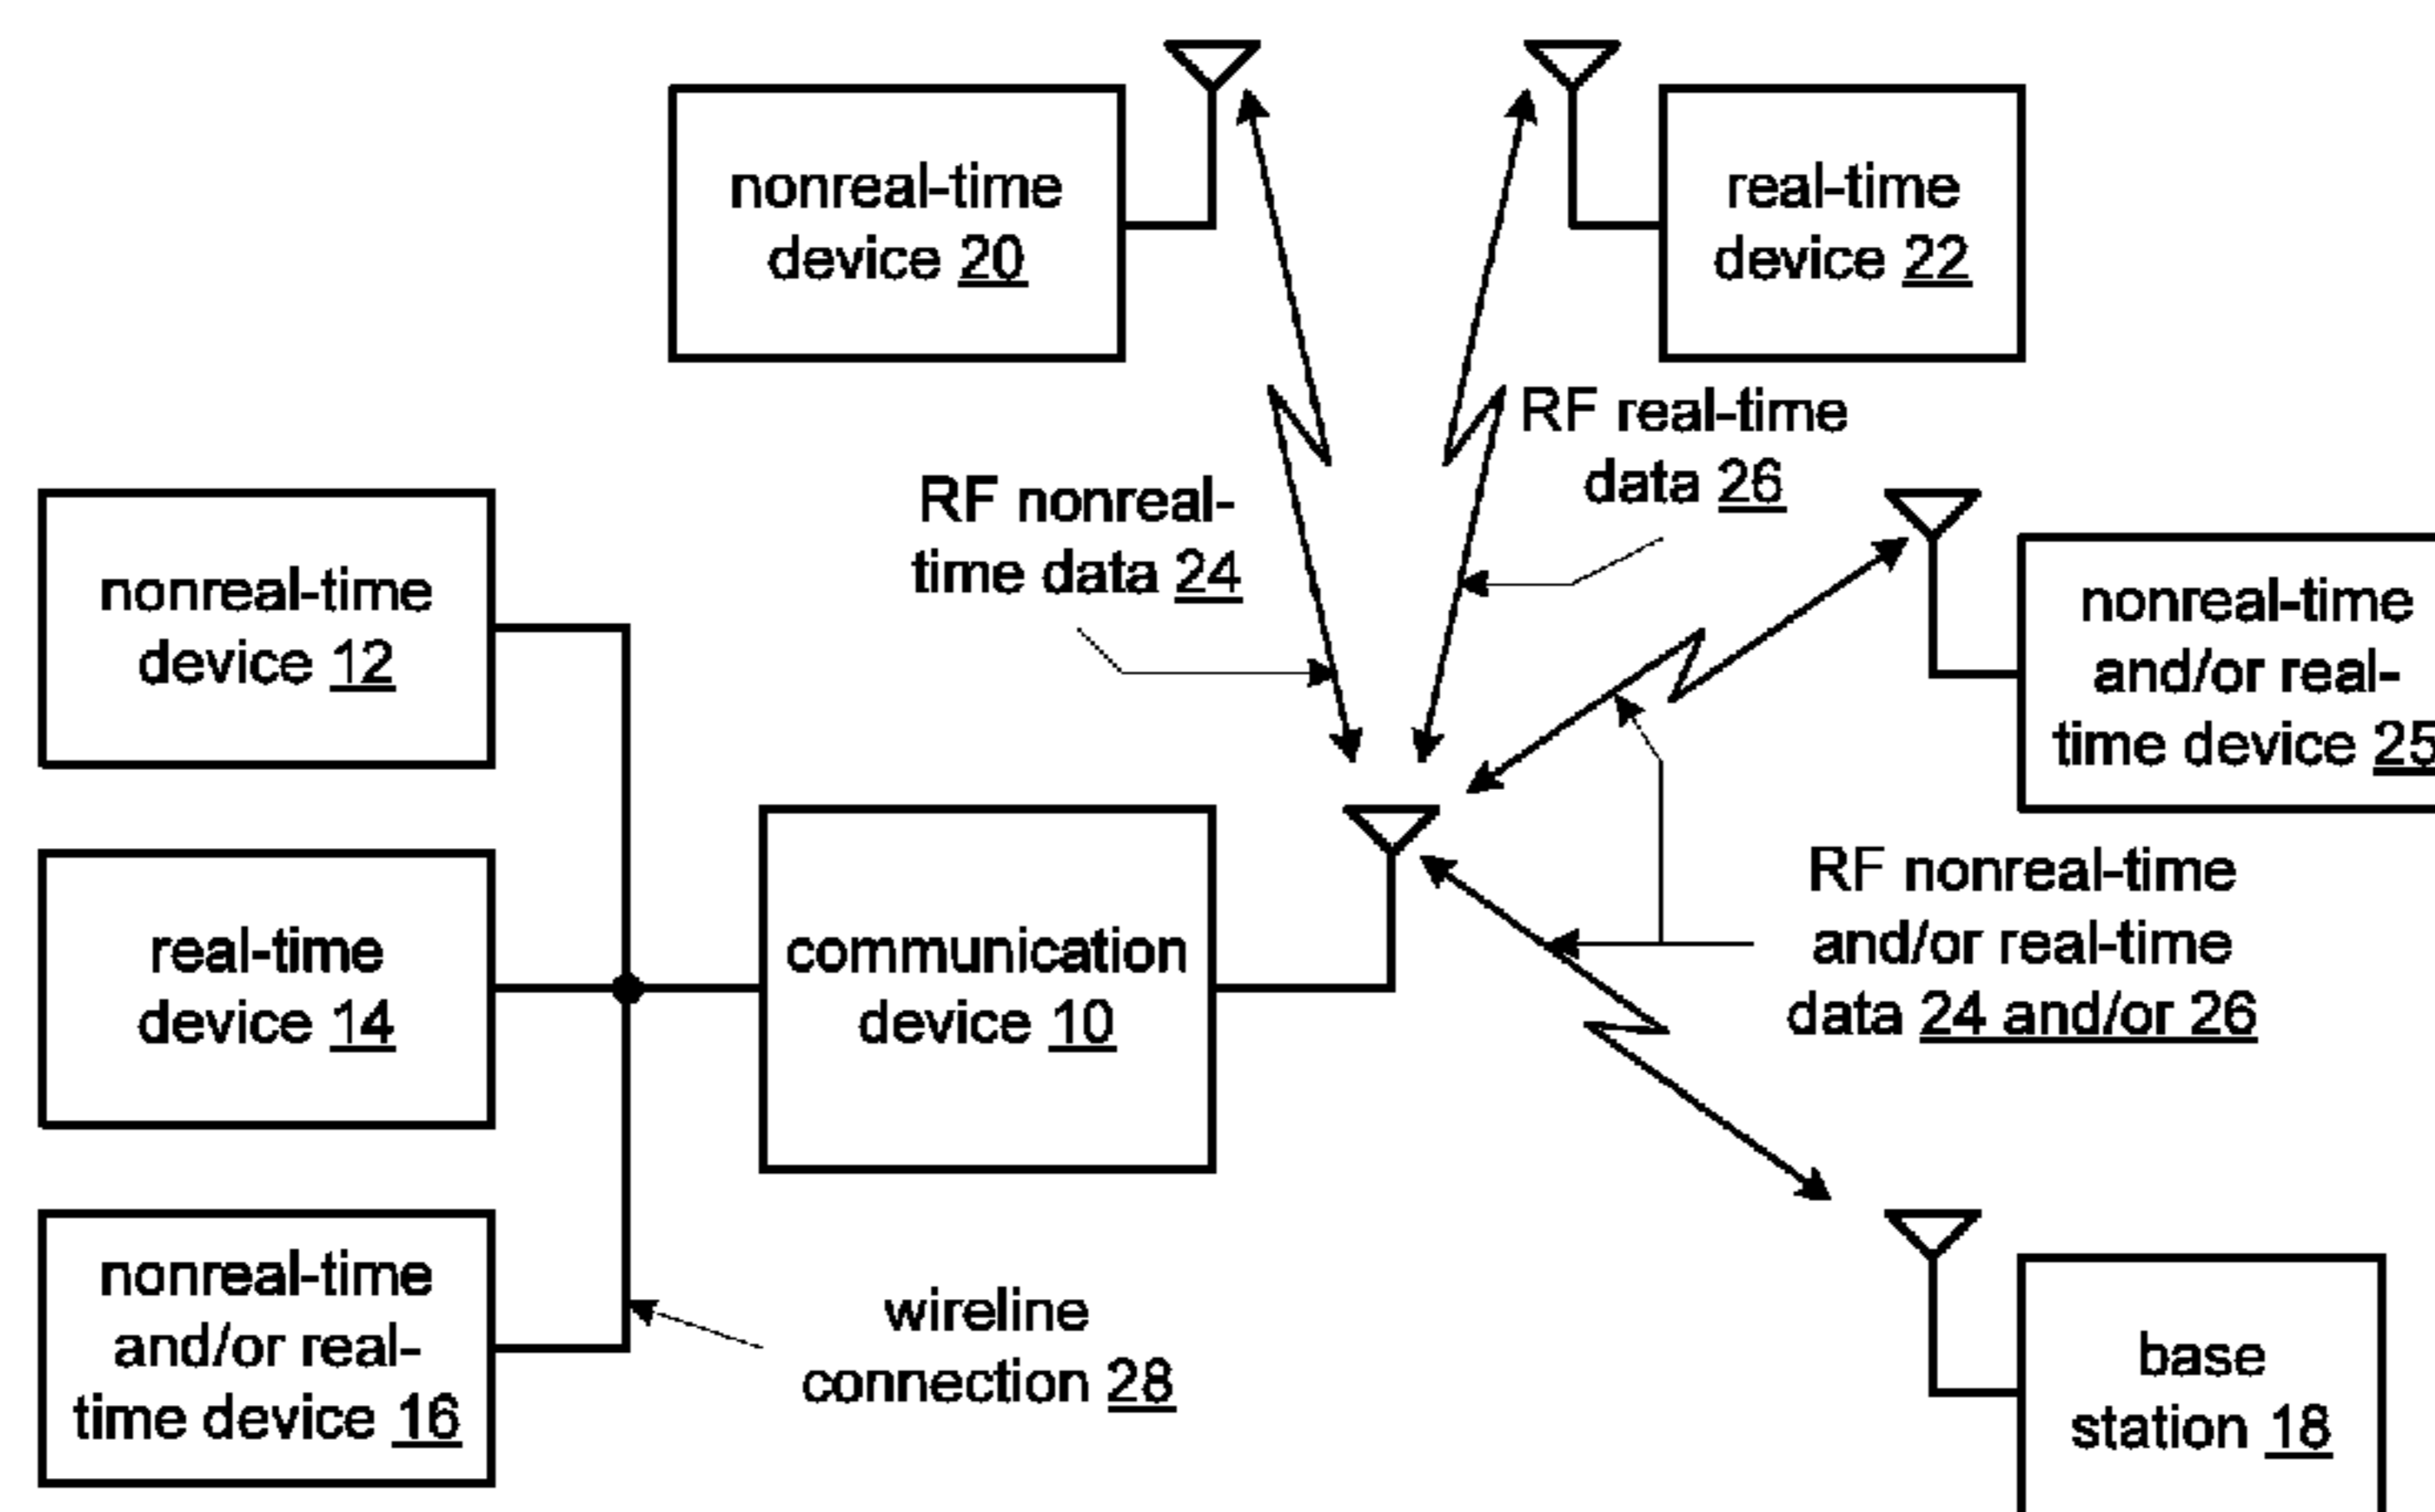 nonreal-time
device 20
real-time
device 22
RF real-time
data 26
RF nonreal-
time data 24
nonreal-time
device 12
nonreal-time
and/or real-
time device 25
real-time
device 14
communication
device 10
RF nonreal-time
and/or real-time
data 24 and/or 26
nonreal-time
and/or real-
time device 16
wireline
connection 28
base
station 18